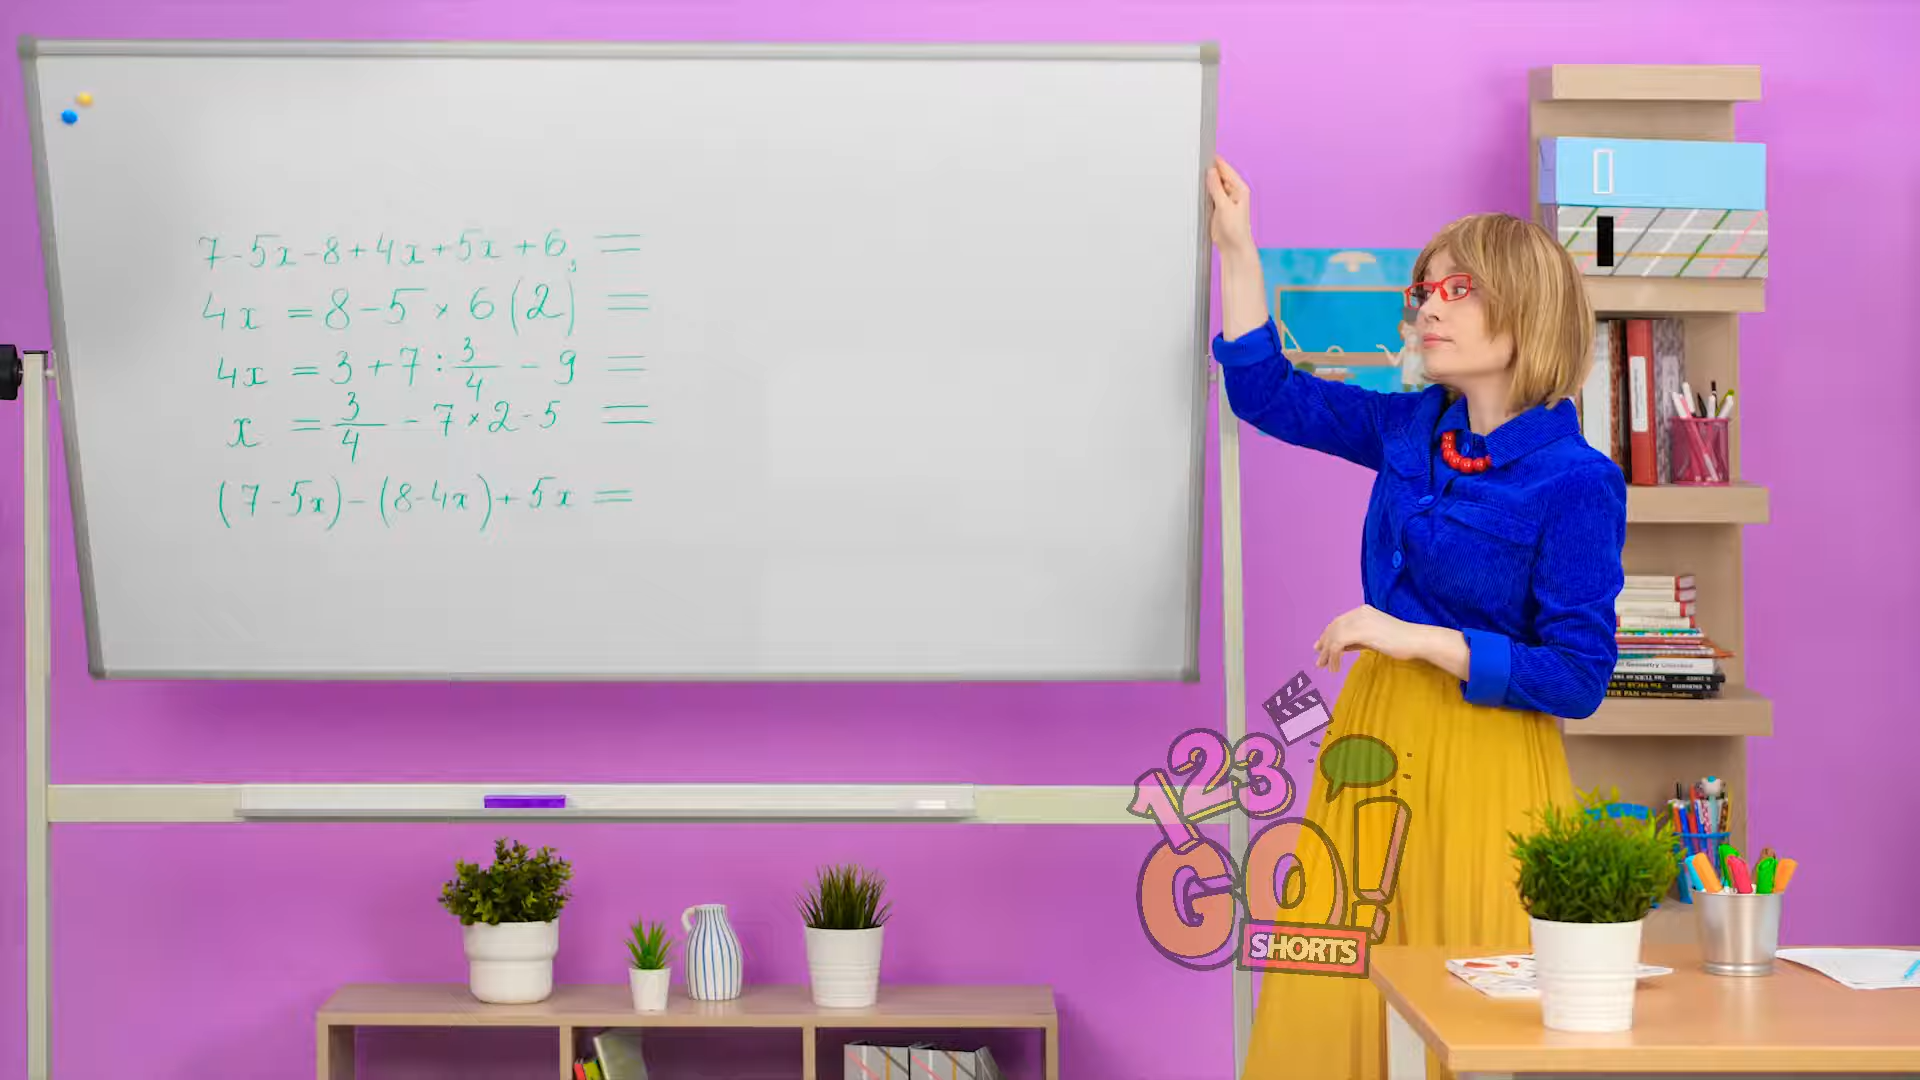 7-5x-8+4x+5x+6, =
4x = 8-5 × 6 (2) =
4x = 3+7 : 3/4 - 9 =
x = 3/4 - 7×2-5 =
(7-5x)-(8-4x)+5x =
123
GO!
SHORTS